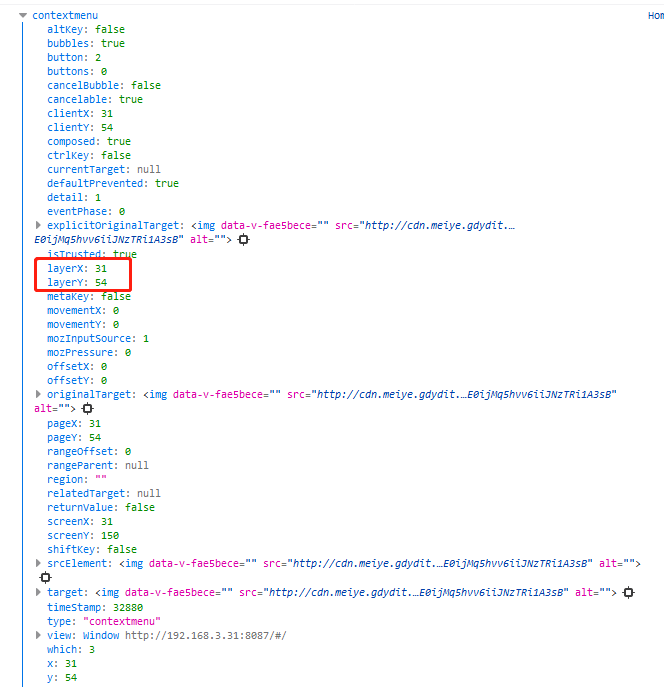 contextmenu
Hom
altKey: false
bubbles: true
button: 2
buttons: 0
cancelBubble: false
cancelable: true
clientX: 31
clientY: 54
composed: true
ctrlKey: false
currentTarget: null
defaultPrevented: true
detail: 1
eventPhase: 0
explicitOriginalTarget: <img data-v-fae5bece="" src="http://cdn.meiye.gdydit.…
E0ijMq5hvv6iiJNzTRi1A3sB" alt="">
isTrusted: true
layerX: 31
layerY: 54
metaKey: false
movementX: 0
movementY: 0
mozInputSource: 1
mozPressure: 0
offsetX: 0
offsetY: 0
originalTarget: <img data-v-fae5bece="" src="http://cdn.meiye.gdydit.…E0ijMq5hvv6iiJNzTRi1A3sB"
alt="">
pageX: 31
pageY: 54
rangeOffset: 0
rangeParent: null
region: ""
relatedTarget: null
returnValue: false
screenX: 31
screenY: 150
shiftKey: false
srcElement: <img data-v-fae5bece="" src="http://cdn.meiye.gdydit.…E0ijMq5hvv6iiJNzTRi1A3sB" alt="">
target: <img data-v-fae5bece="" src="http://cdn.meiye.gdydit.…E0ijMq5hvv6iiJNzTRi1A3sB" alt="">
timeStamp: 32880
type: "contextmenu"
view: Window http://192.168.3.31:8087/#/
which: 3
x: 31
y: 54